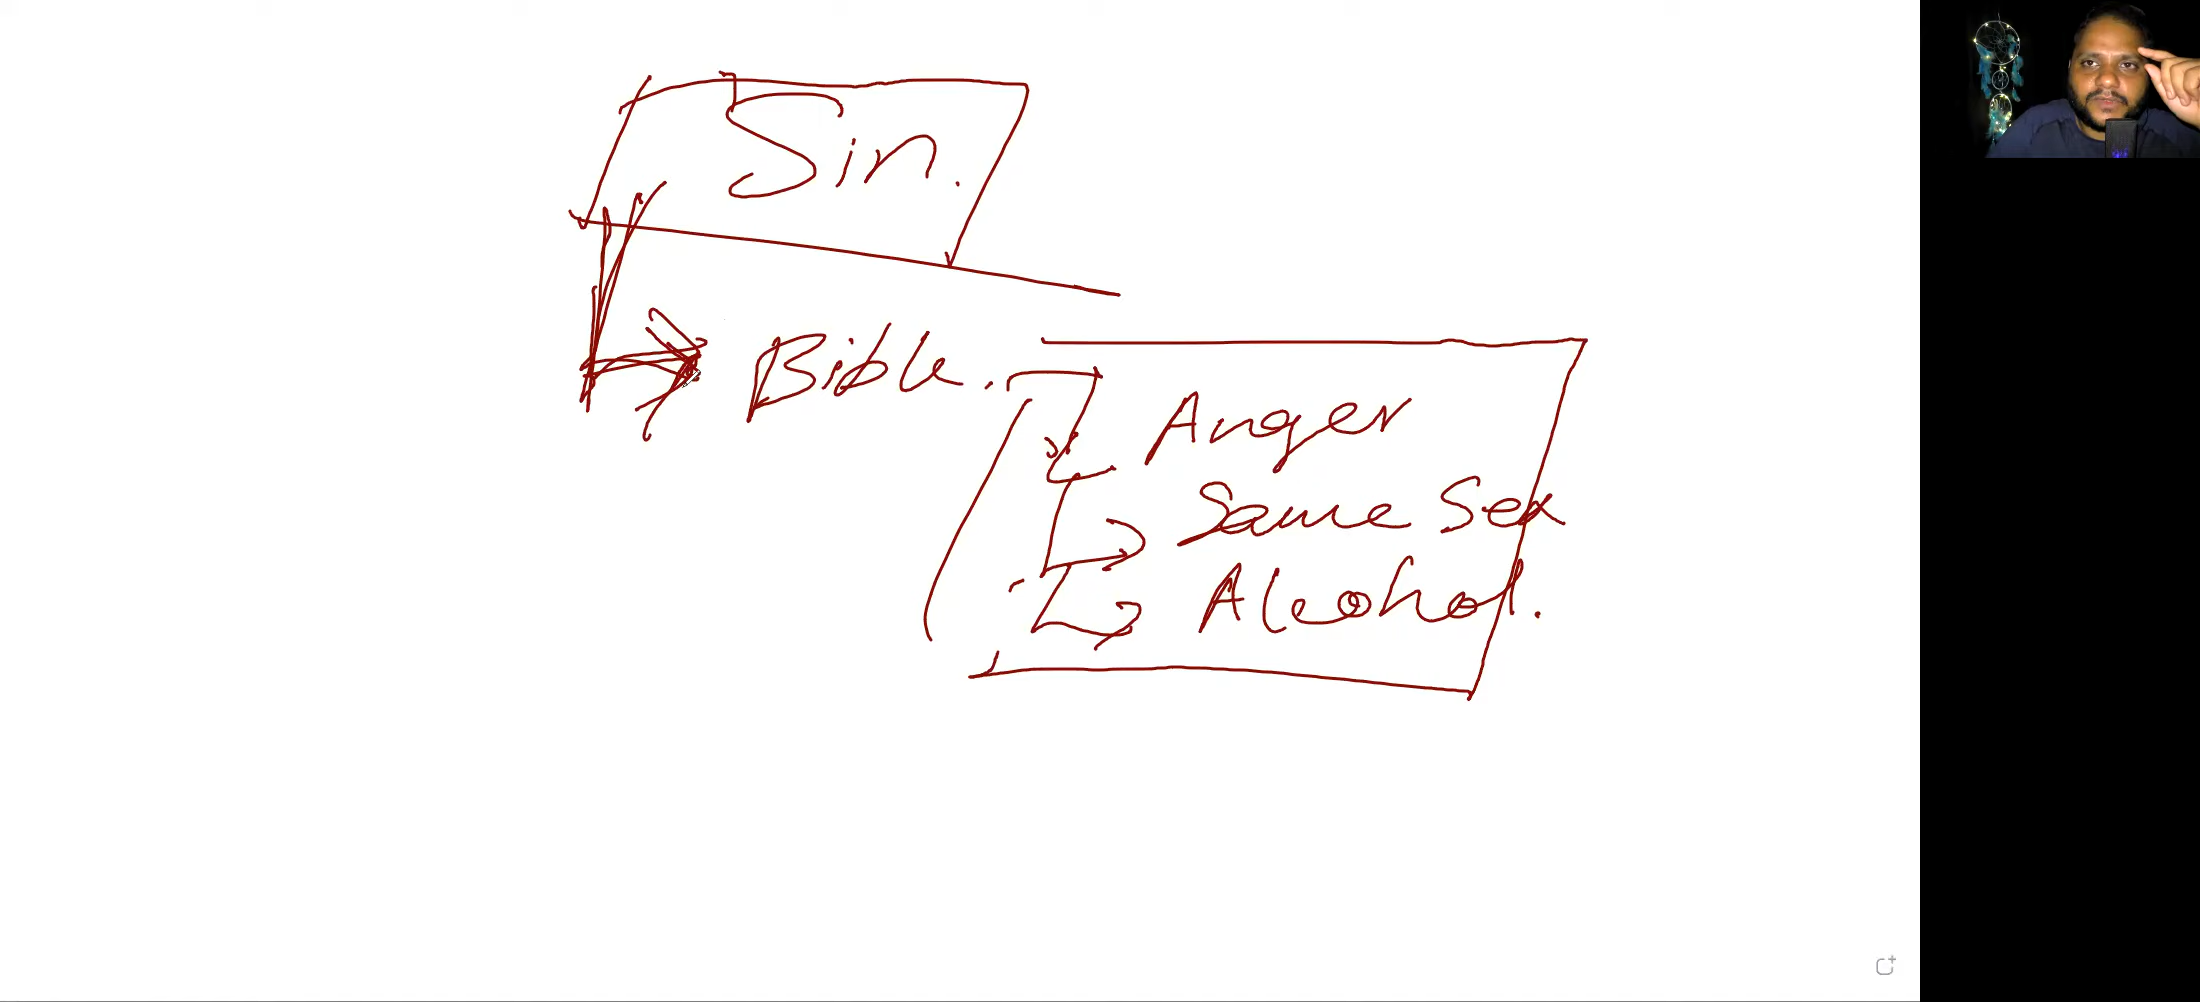 Sin.
Bible.
Anger
Same Sex
Alcohol.